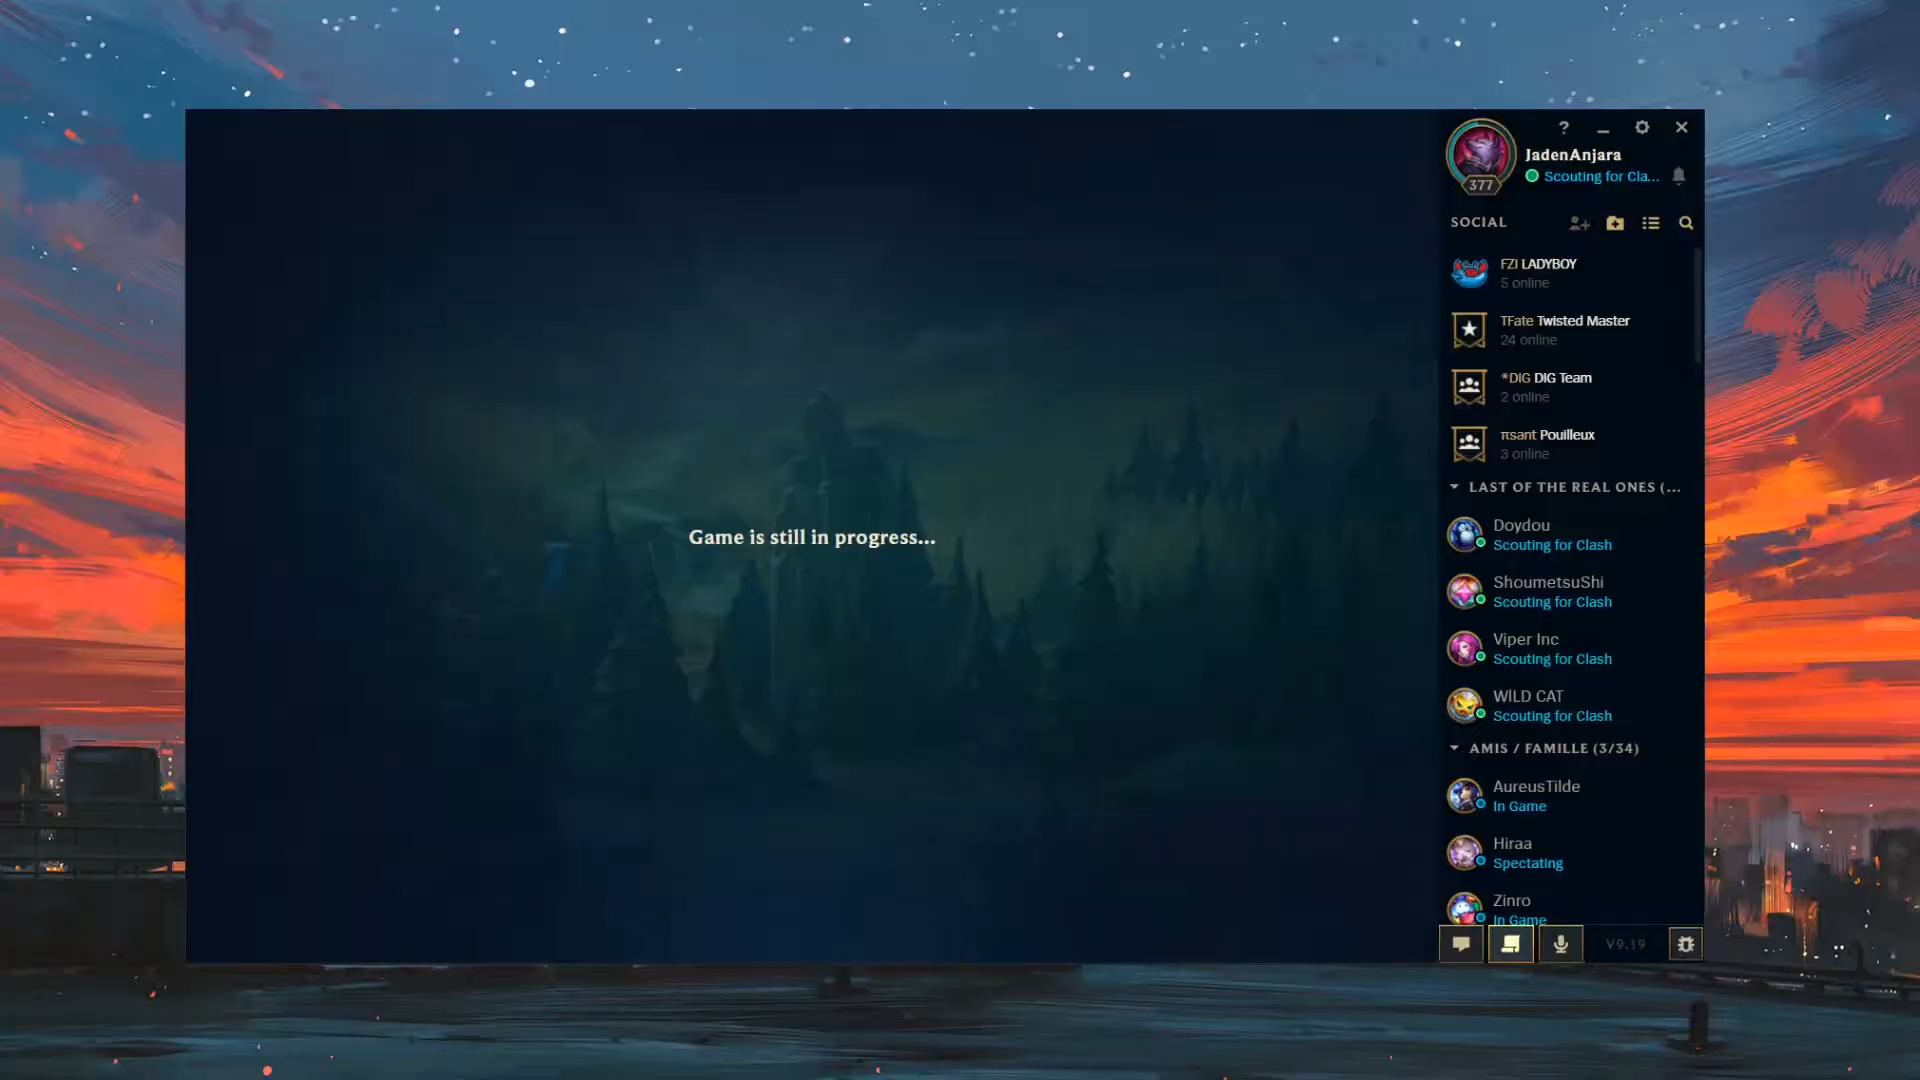 ?
JadenAnjara
377
Scouting for Cla...
SOCIAL
FZI LADYBOY
5 online
TFate Twisted Master
24 online
*DIG DIG Team
2 online
πsant Pouilleux
3 online
LAST OF THE REAL ONES (...
Doydou
Scouting for Clash
ShoumetsuShi
Scouting for Clash
Viper Inc
Scouting for Clash
WILD CAT
Scouting for Clash
AMIS / FAMILLE (3/34)
AureusTilde
In Game
Hiraa
Spectating
Zinro
In Game
V9.19
Game is still in progress...